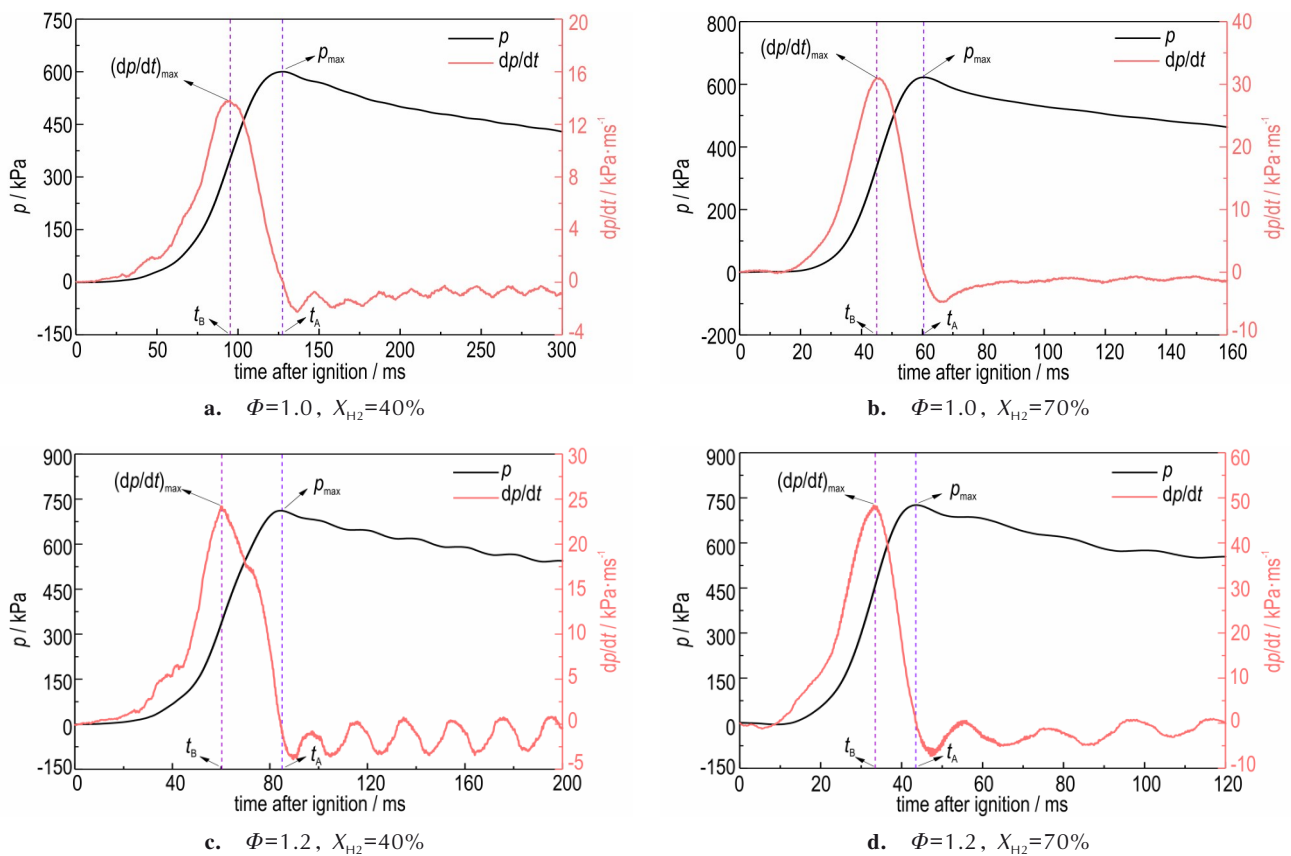 750
600
450
300
150
0
-150
p / kPa
20
16
12
8
4
0
-4
dp/dt / kPa·ms⁻¹
(dp/dt)max
pmax
p
dp/dt
tB
tA
0 50 100 150 200 250 300
time after ignition / ms
a. Φ=1.0, XH2=40%
800
600
400
200
0
-200
p / kPa
40
30
20
10
0
-10
dp/dt / kPa·ms⁻¹
(dp/dt)max
pmax
p
dp/dt
tB
tA
0 20 40 60 80 100 120 140 160
time after ignition / ms
b. Φ=1.0, XH2=70%
900
750
600
450
300
150
0
-150
p / kPa
30
25
20
15
10
5
0
-5
dp/dt / kPa·ms⁻¹
(dp/dt)max
pmax
p
dp/dt
tB
tA
0 40 80 120 160 200
time after ignition / ms
c. Φ=1.2, XH2=40%
900
750
600
450
300
150
0
-150
p / kPa
60
50
40
30
20
10
0
-10
dp/dt / kPa·ms⁻¹
(dp/dt)max
pmax
p
dp/dt
tB
tA
0 20 40 60 80 100 120
time after ignition / ms
d. Φ=1.2, XH2=70%